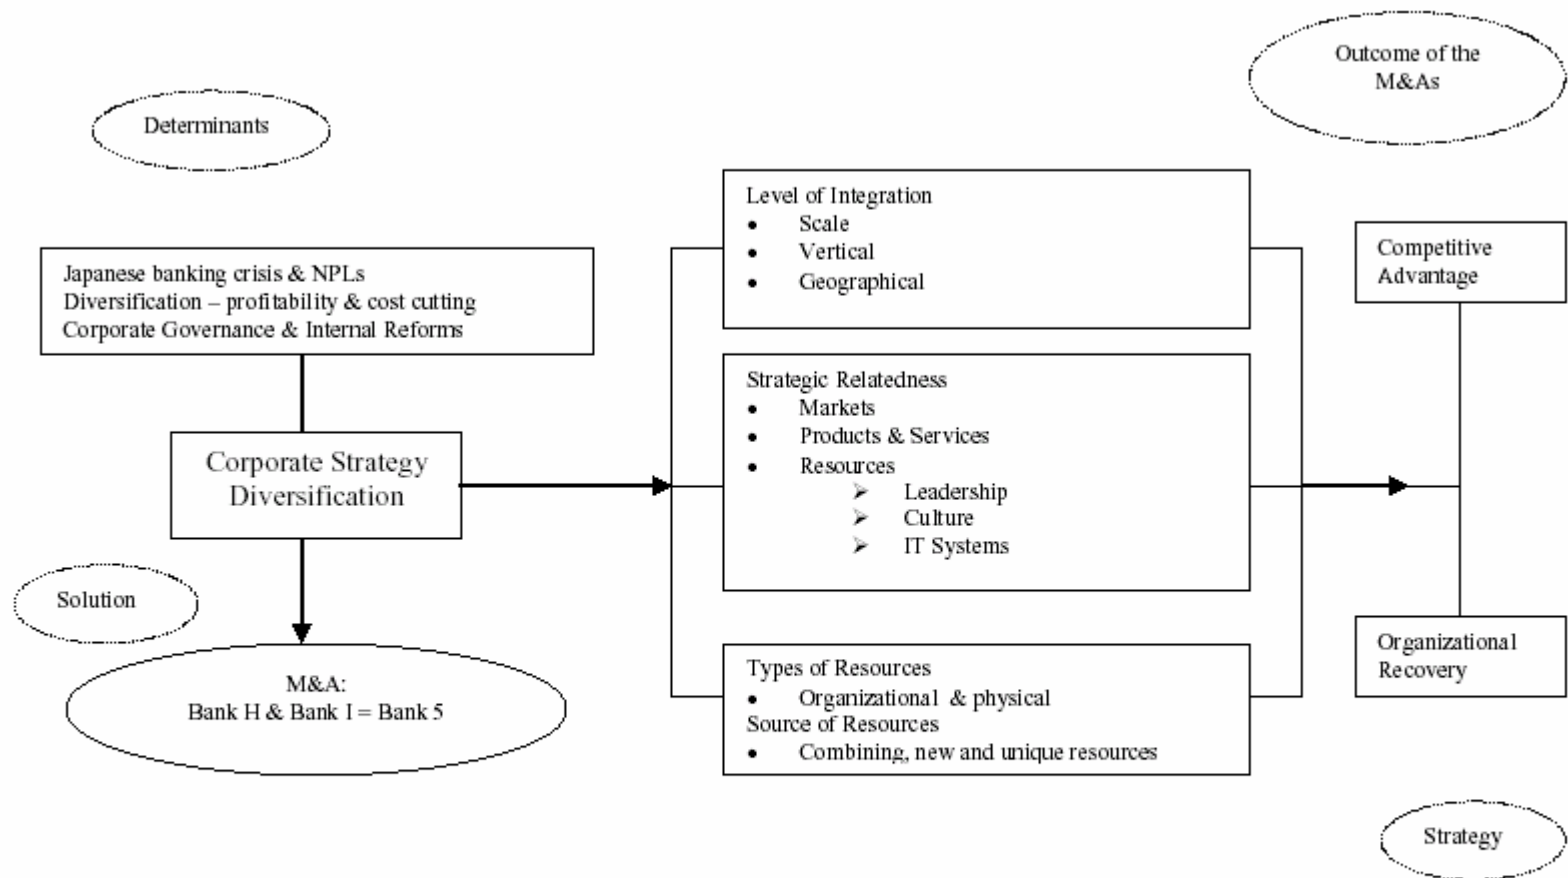 Outcome of the
M&As
Determinants
Japanese banking crisis & NPLs
Diversification – profitability & cost cutting
Corporate Governance & Internal Reforms
Corporate Strategy
Diversification
Solution
M&A:
Bank H & Bank I = Bank 5
Level of Integration
• Scale
• Vertical
• Geographical
Strategic Relatedness
• Markets
• Products & Services
• Resources
➢ Leadership
➢ Culture
➢ IT Systems
Types of Resources
• Organizational & physical
Source of Resources
• Combining, new and unique resources
Competitive
Advantage
Organizational
Recovery
Strategy